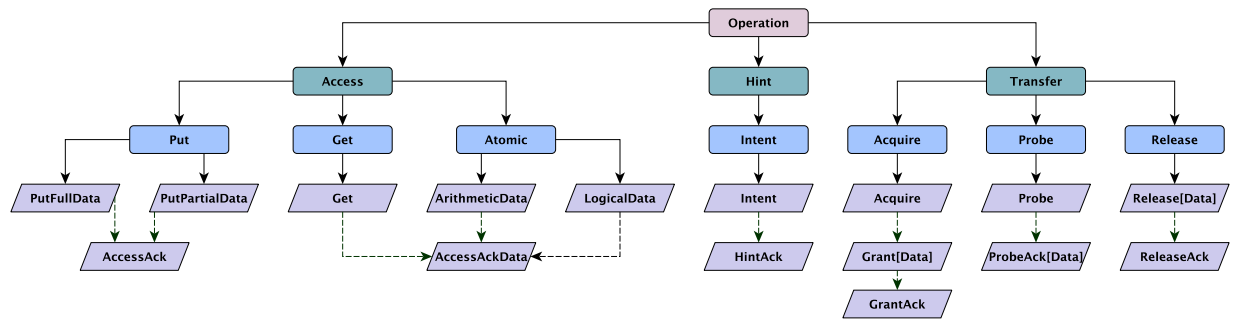 Operation
Access
Hint
Transfer
Put
Get
Atomic
Intent
Acquire
Probe
Release
PutFullData
PutPartialData
Get
ArithmeticData
LogicalData
Intent
Acquire
Probe
Release[Data]
AccessAck
AccessAckData
HintAck
Grant[Data]
ProbeAck[Data]
ReleaseAck
GrantAck